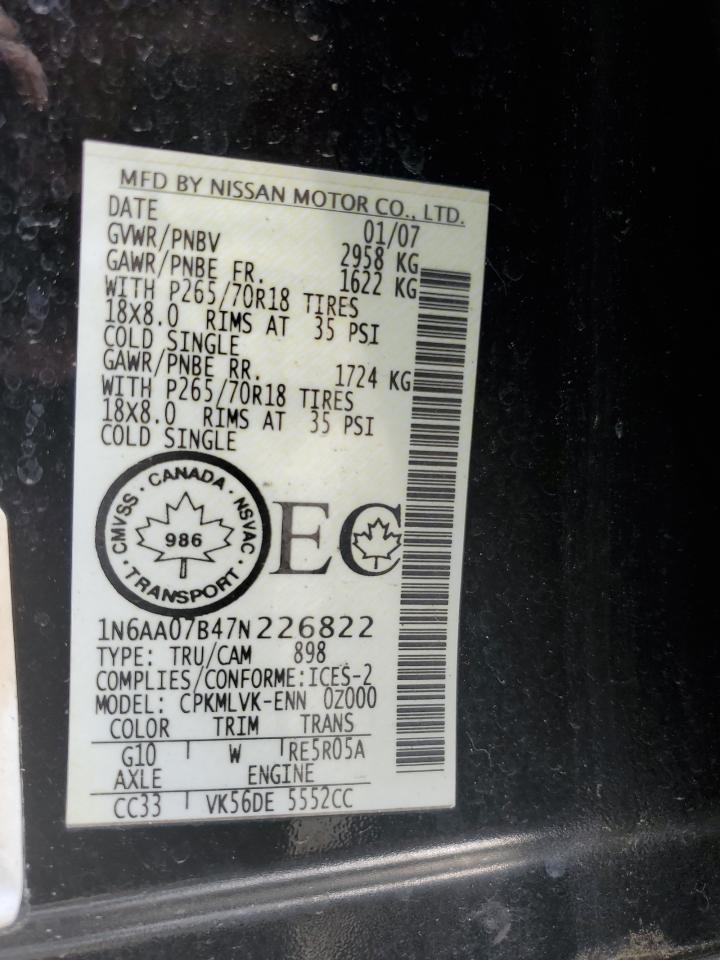 MFD BY NISSAN MOTOR CO., LTD.
DATE 01/07
GVWR/PNBV 2958 KG
GAWR/PNBE FR. 1622 KG
WITH P265/70R18 TIRES
18X8.0 RIMS AT 35 PSI
COLD SINGLE
GAWR/PNBE RR. 1724 KG
WITH P265/70R18 TIRES
18X8.0 RIMS AT 35 PSI
COLD SINGLE
CMVSS · CANADA · NSVAC · TRANSPORT ·
986
EC
1N6AA07B47N226822
TYPE: TRU/CAM 898
COMPLIES/CONFORME:ICES-2
MODEL: CPKMLVK-ENN 0Z000
COLOR TRIM TRANS
G10 W RE5R05A
AXLE ENGINE
CC33 VK56DE 5552CC